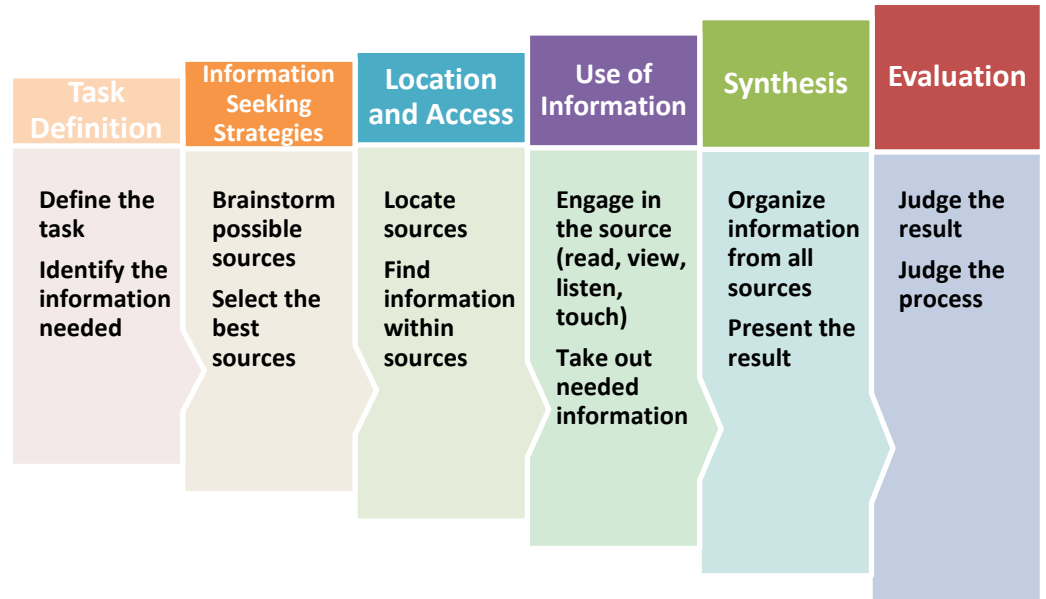 Task
Definition
Define the
task
Identify the
information
needed
Information
Seeking
Strategies
Brainstorm
possible
sources
Select the
best
sources
Location
and Access
Locate
sources
Find
information
within
sources
Use of
Information
Engage in
the source
(read, view,
listen,
touch)
Take out
needed
information
Synthesis
Organize
information
from all
sources
Present the
result
Evaluation
Judge the
result
Judge the
process